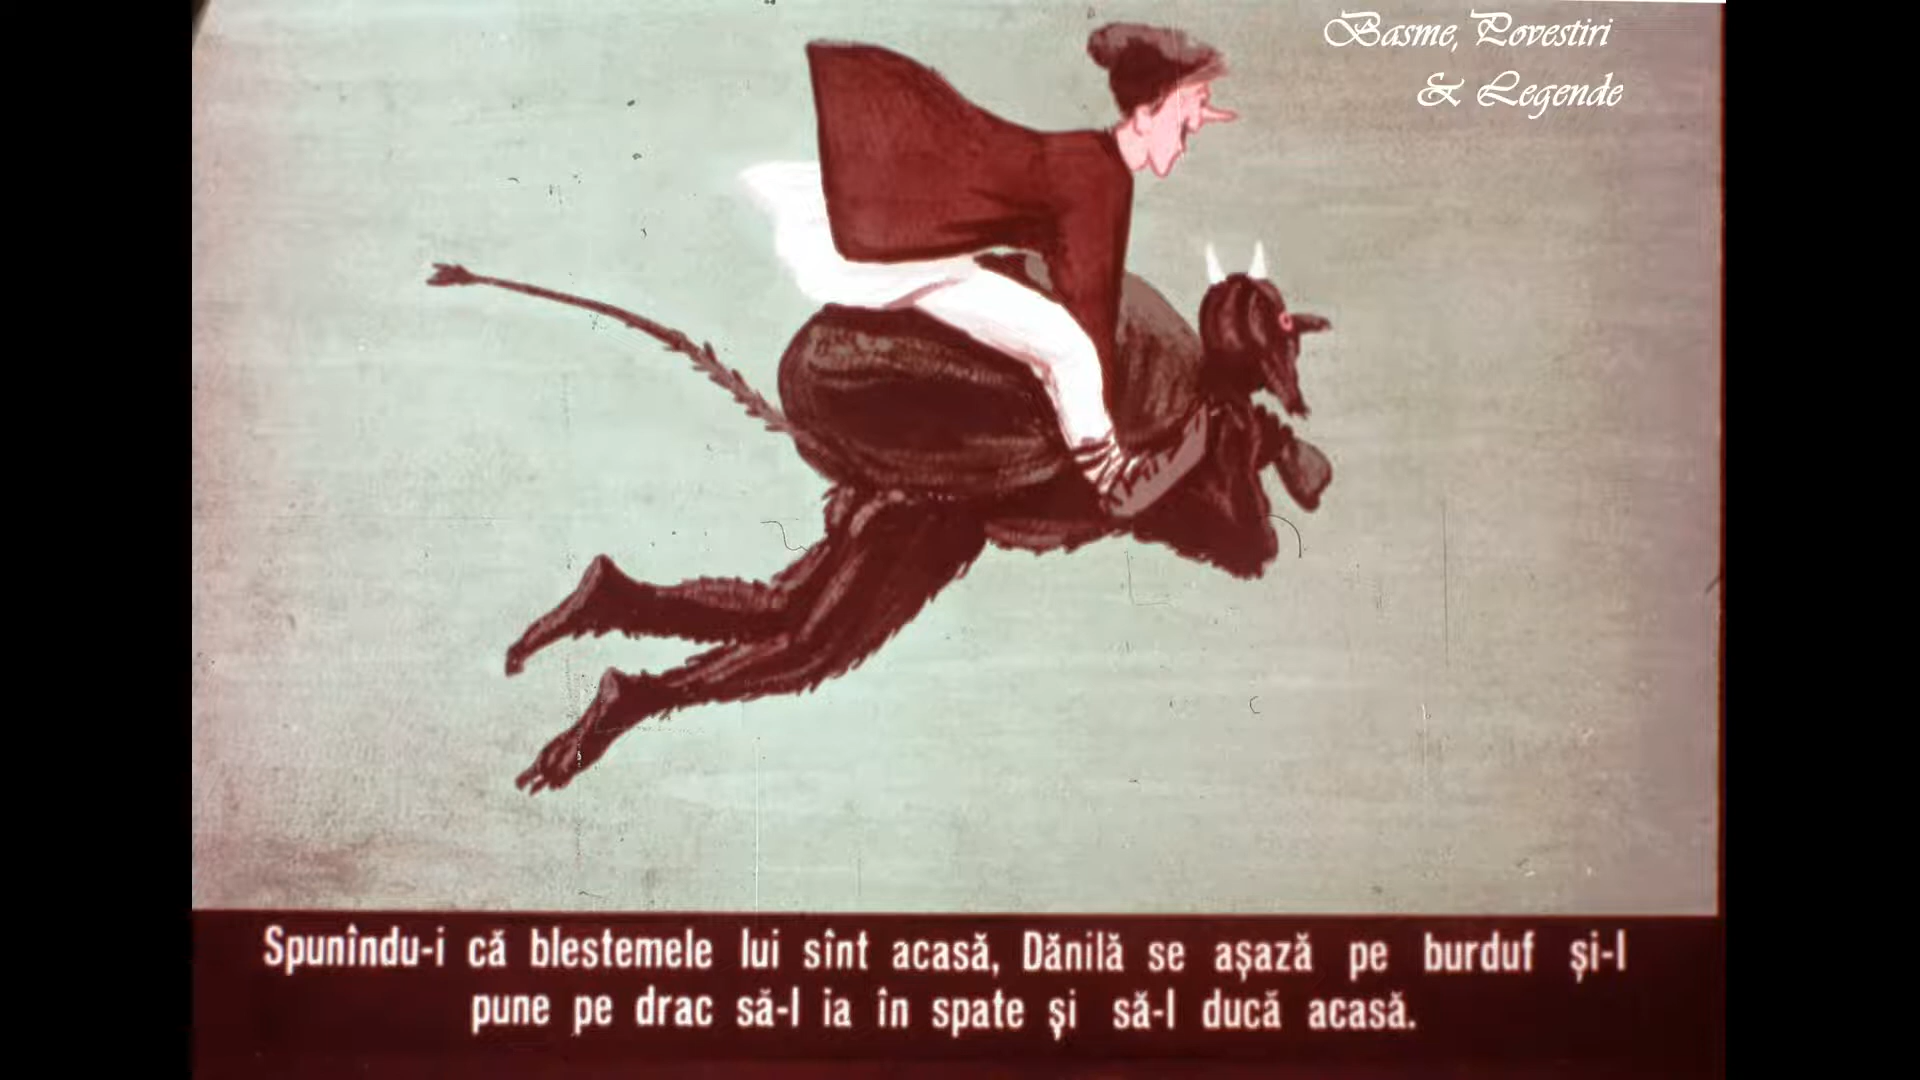 Basme, Povestiri
& Legende
Spunîndu-i că blestemele lui sînt acasă, Dănilă se așază pe burduf și-l
pune pe drac să-l ia în spate și să-l ducă acasă.